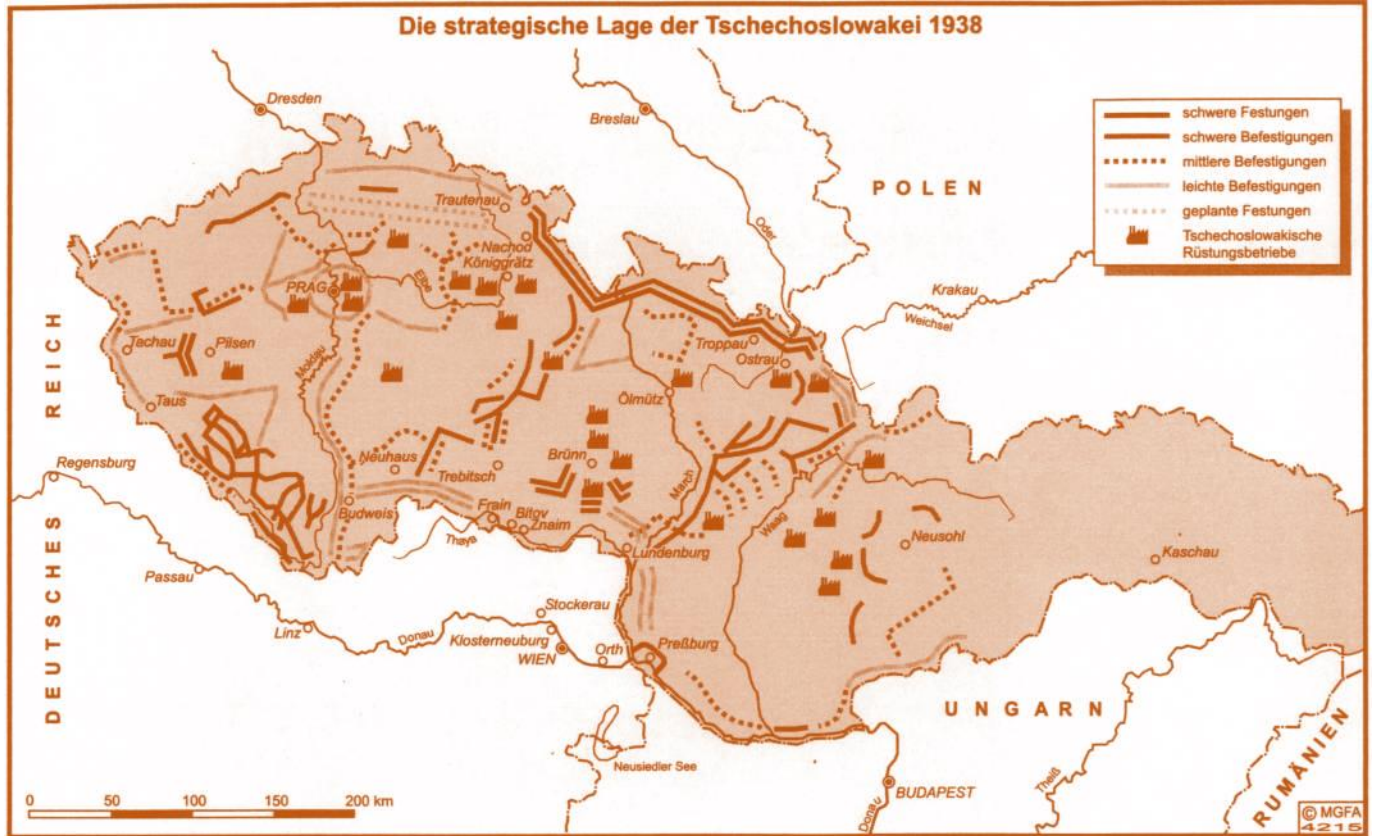 Die strategische Lage der Tschechoslowakei 1938
schwere Festungen
schwere Befestigungen
mittlere Befestigungen
leichte Befestigungen
geplante Festungen
Tschechoslowakische
Rüstungsbetriebe
Dresden
Breslau
POLEN
Trautenau
Oder
Nachod
Königgrätz
PRAG
Elbe
Krakau
Weichsel
DEUTSCHES REICH
Tachau
Pilsen
Moldau
Troppau
Ostrau
Taus
Ölmütz
Regensburg
Neuhaus
Trebitsch
Brünn
March
Budweis
Frain
Bitov
Znaim
Thaya
Waag
Neusohl
Lundenburg
Kaschau
Passau
Stockerau
Linz
Donau
Klosterneuburg
WIEN
Orth
Preßburg
UNGARN
RUMÄNIEN
Neusiedler See
Theiß
BUDAPEST
Donau
0 50 100 150 200 km
© MGFA
4215